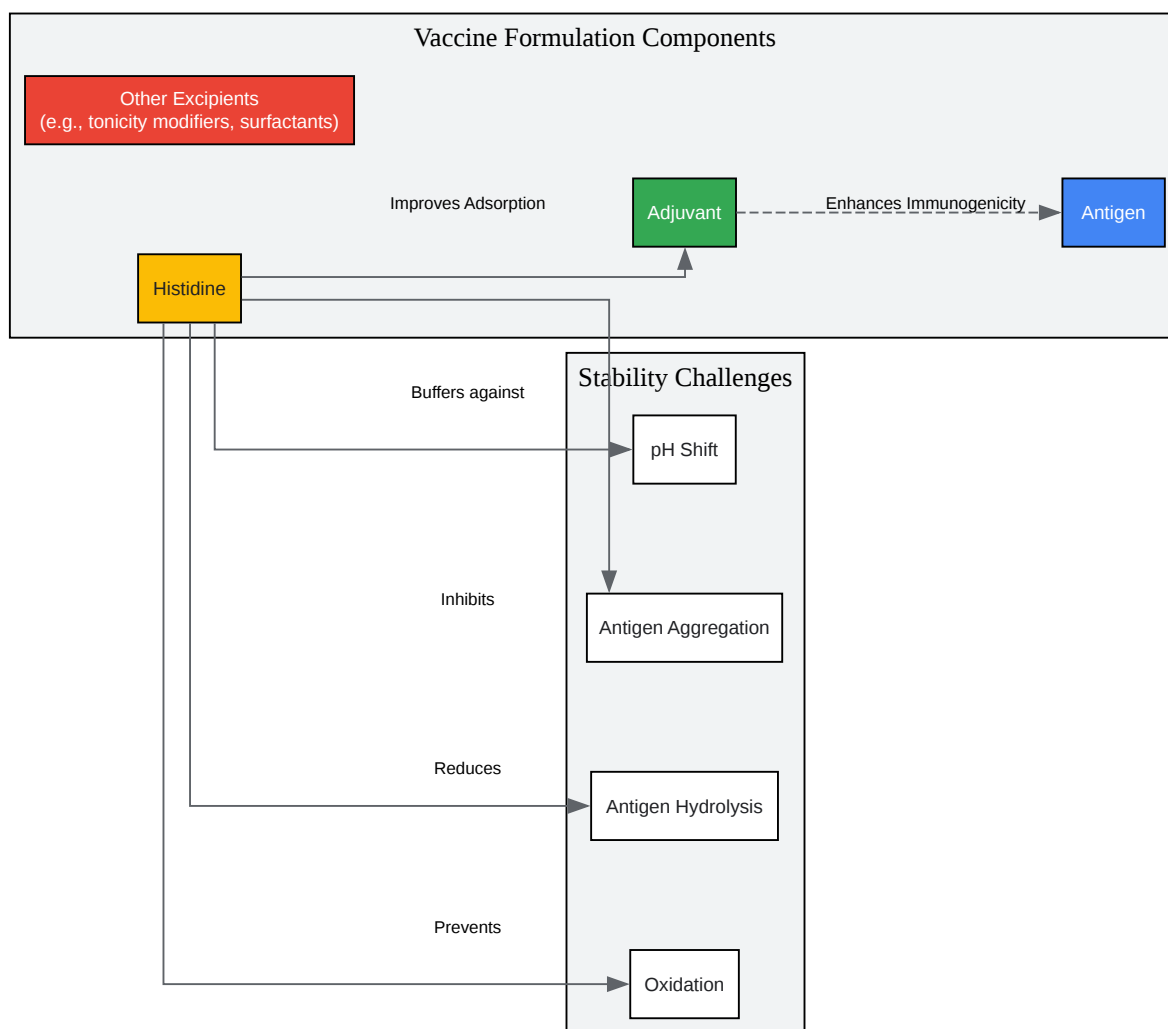 Vaccine Formulation Components
Other Excipients
(e.g., tonicity modifiers, surfactants)
Improves Adsorption
Adjuvant
Enhances Immunogenicity
Antigen
Histidine
Stability Challenges
Buffers against
pH Shift
Inhibits
Antigen Aggregation
Reduces
Antigen Hydrolysis
Prevents
Oxidation